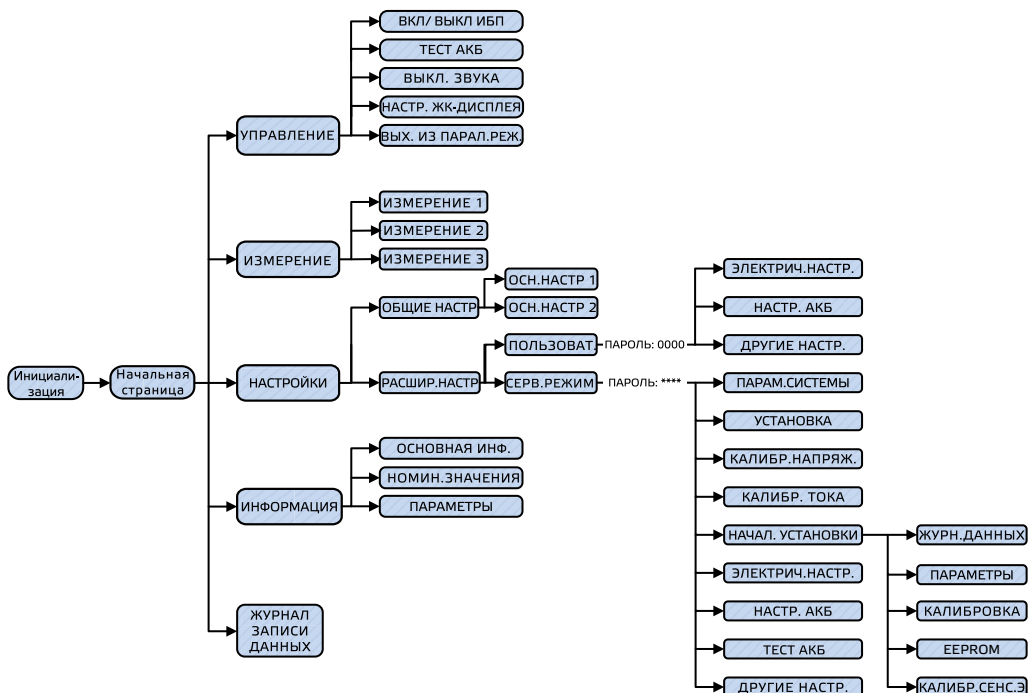 ВКЛ/ ВЫКЛ ИБП
ТЕСТ АКБ
ВЫКЛ. ЗВУКА
НАСТР. ЖК-ДИСПЛЕЯ
ВЫХ. ИЗ ПАРАЛ.РЕЖ.
УПРАВЛЕНИЕ
ИЗМЕРЕНИЕ 1
ИЗМЕРЕНИЕ 2
ИЗМЕРЕНИЕ 3
ИЗМЕРЕНИЕ
ОБЩИЕ НАСТР
ОСН.НАСТР 1
ОСН.НАСТР 2
ЭЛЕКТРИЧ.НАСТР.
НАСТР. АКБ
ДРУГИЕ НАСТР.
ПОЛЬЗОВАТ.
ПАРОЛЬ: 0000
Инициали-
зация
Начальная
страница
НАСТРОЙКИ
РАСШИР.НАСТР
СЕРВ.РЕЖИМ
ПАРОЛЬ: ****
ПАРАМ.СИСТЕМЫ
УСТАНОВКА
КАЛИБР.НАПРЯЖ.
КАЛИБР. ТОКА
НАЧАЛ. УСТАНОВКИ
ЭЛЕКТРИЧ.НАСТР.
НАСТР. АКБ
ТЕСТ АКБ
ДРУГИЕ НАСТР.
ЖУРН.ДАННЫХ
ПАРАМЕТРЫ
КАЛИБРОВКА
EEPROM
КАЛИБР.СЕНС.Э
ОСНОВНАЯ ИНФ.
НОМИН.ЗНАЧЕНИЯ
ПАРАМЕТРЫ
ИНФОРМАЦИЯ
ЖУРНАЛ
ЗАПИСИ
ДАННЫХ